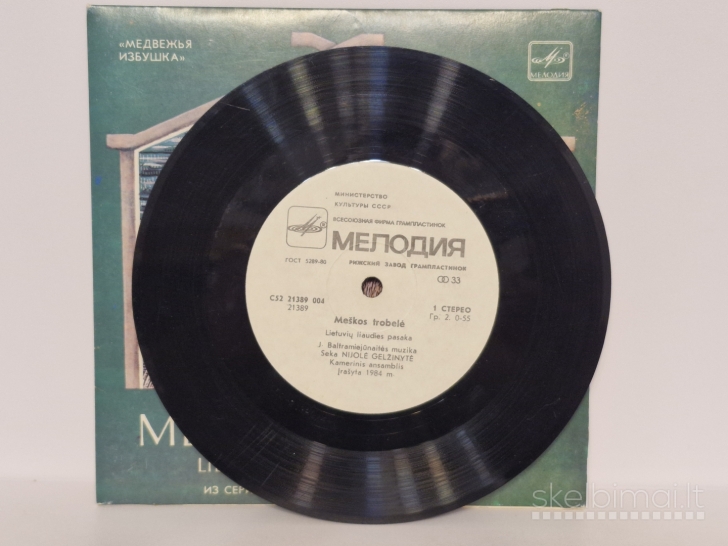 «МЕДВЕЖЬЯ
ИЗБУШКА»
МЕЛОДИЯ
МИНИСТЕРСТВО
КУЛЬТУРЫ СССР
ВСЕСОЮЗНАЯ ФИРМА ГРАМПЛАСТИНОК
МЕЛОДИЯ
ГОСТ 5289-80
РИЖСКИЙ ЗАВОД ГРАМПЛАСТИНОК
33
С52 21389 004
21389
1 СТЕРЕО
Гр. 2. 0-55
Meškos trobelė
Lietuvių liaudies pasaka
J. Baltramiejūnaitės muzika
Seka NIJOLĖ GELŽINYTĖ
Kamerinis ansamblis
Įrašyta 1984 m
ИЗ СЕР
skelbimai.lt